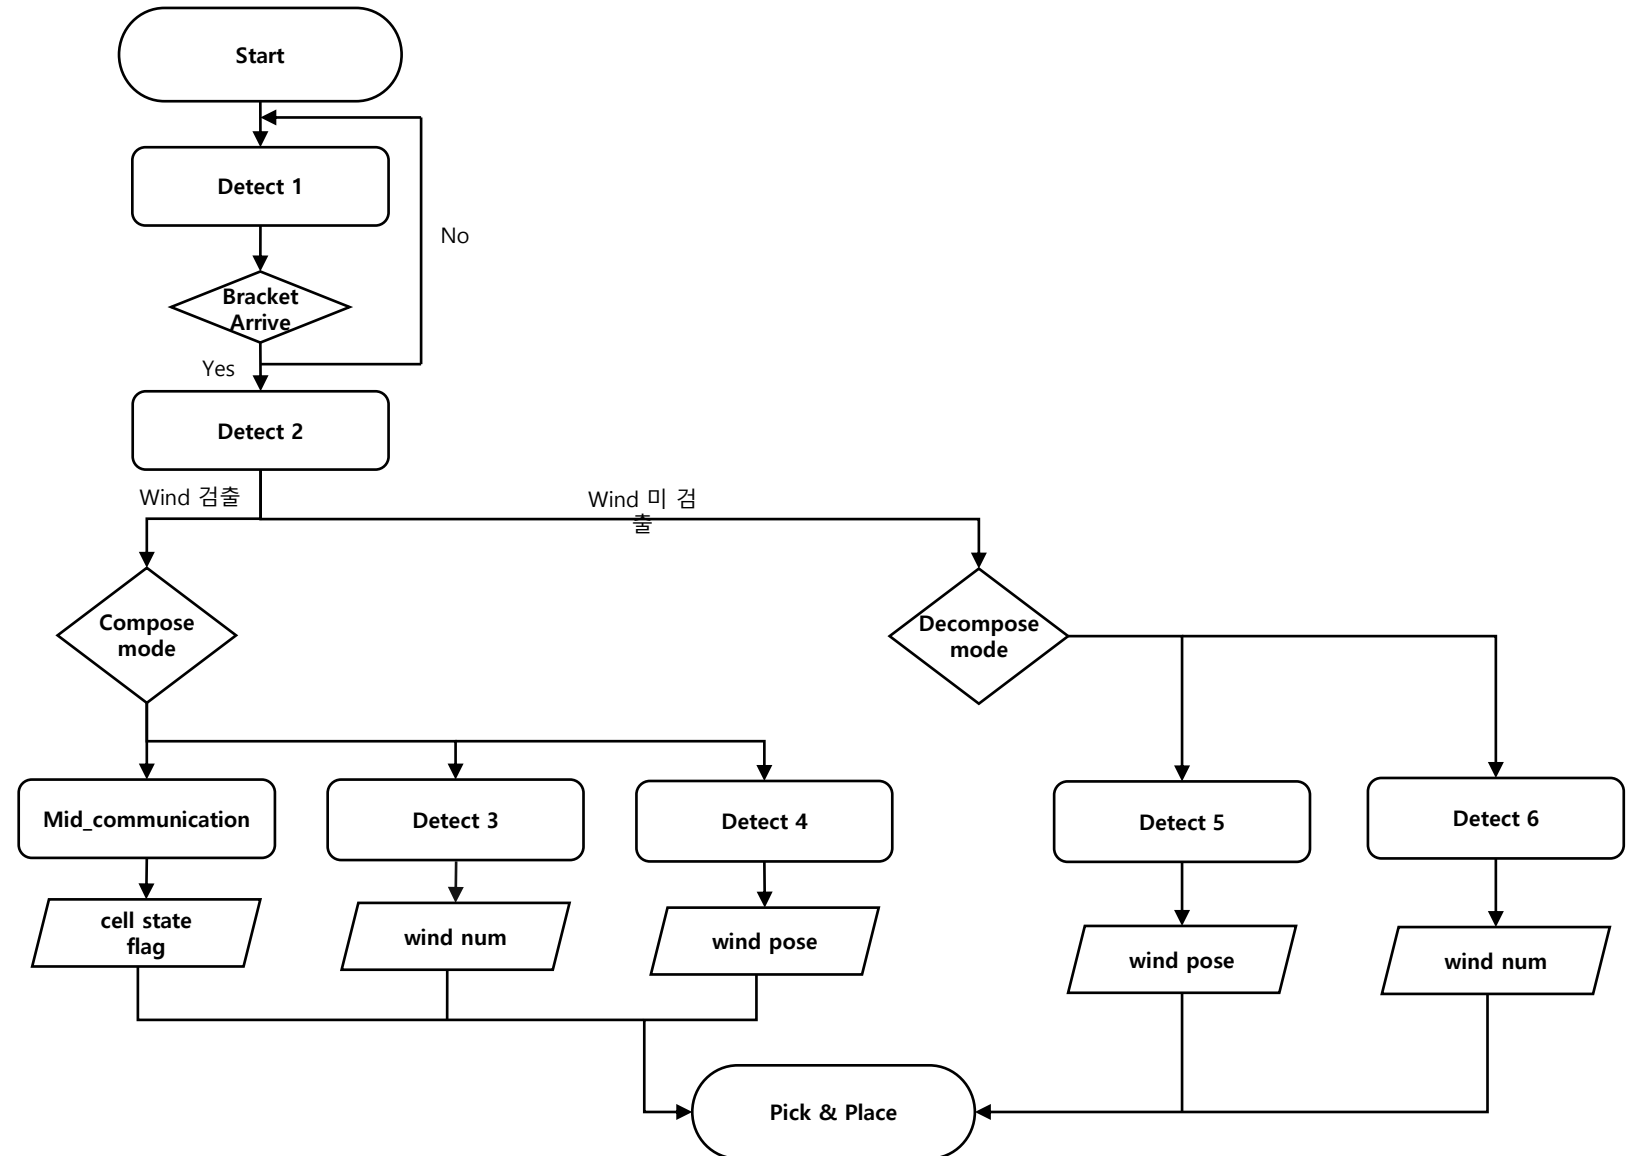 Start
Detect 1
No
Bracket
Arrive
Yes
Detect 2
Wind 검출
Wind 미 검
출
Compose
mode
Decompose
mode
Mid_communication
Detect 3
Detect 4
Detect 5
Detect 6
cell state
flag
wind num
wind pose
wind pose
wind num
Pick & Place